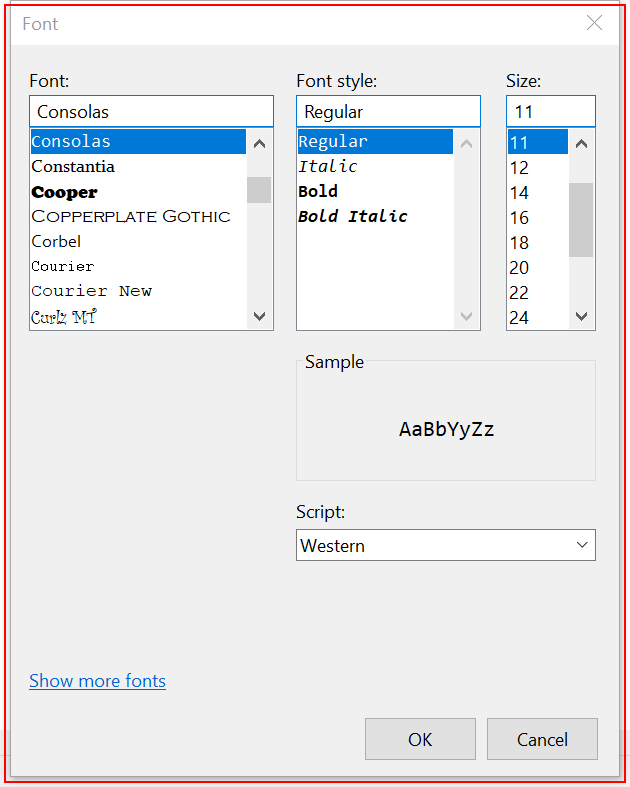 Font
Font:
Consolas
Consolas
Constantia
Cooper
Copperplate Gothic
Corbel
Courier
Courier New
Curlz MT
Font style:
Regular
Regular
Italic
Bold
Bold Italic
Size:
11
11
12
14
16
18
20
22
24
Sample
AaBbYyZz
Script:
Western
Show more fonts
OK
Cancel